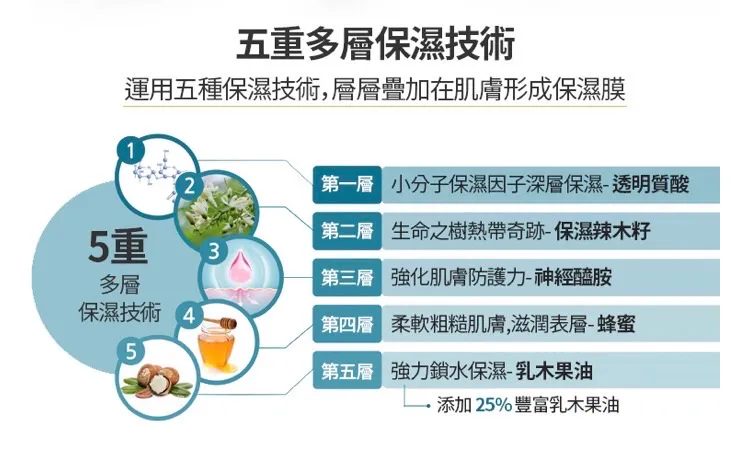 五重多層保濕技術
運用五種保濕技術,層層疊加在肌膚形成保濕膜
1
2
3
4
5
5重
多層
保濕技術
第一層 小分子保濕因子深層保濕-透明質酸
第二層 生命之樹熱帶奇跡-保濕辣木籽
第三層 強化肌膚防護力-神經醯胺
第四層 柔軟粗糙肌膚,滋潤表層-蜂蜜
第五層 強力鎖水保濕-乳木果油
添加 25% 豐富乳木果油